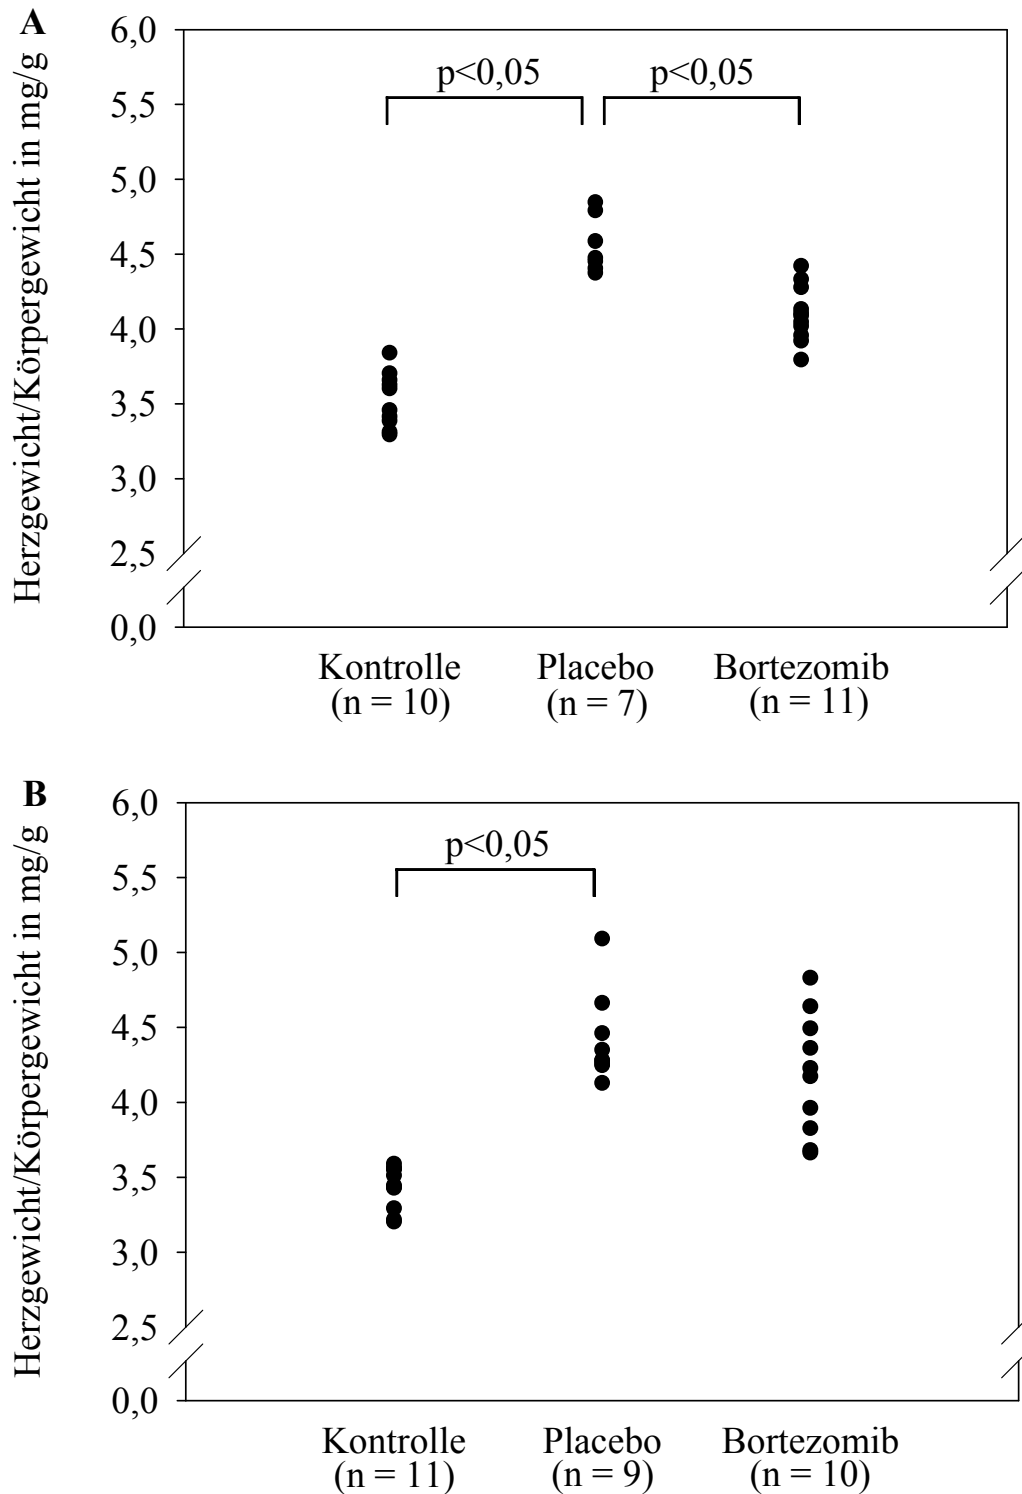 A
Herzgewicht/Körpergewicht in mg/g
6,0
5,5
5,0
4,5
4,0
3,5
3,0
2,5
0,0
p<0,05
p<0,05
Kontrolle
(n = 10)
Placebo
(n = 7)
Bortezomib
(n = 11)
B
Herzgewicht/Körpergewicht in mg/g
6,0
5,5
5,0
4,5
4,0
3,5
3,0
2,5
0,0
p<0,05
Kontrolle
(n = 11)
Placebo
(n = 9)
Bortezomib
(n = 10)